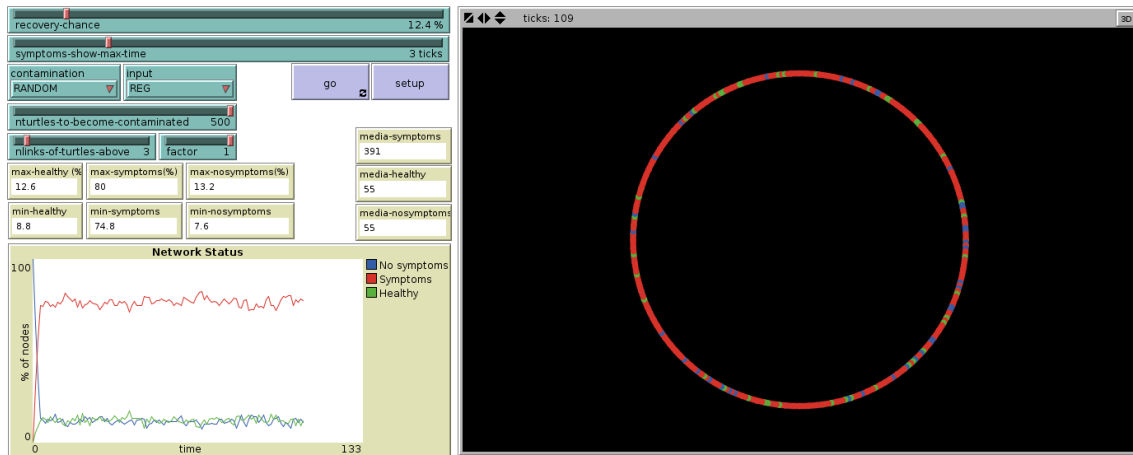 recovery-chance 12.4 %
symptoms-show-max-time 3 ticks
contamination
RANDOM
input
REG
go
setup
nturtles-to-become-contaminated 500
nlinks-of-turtles-above 3
factor 1
media-symptoms
391
max-healthy (%
12.6
max-symptoms(%)
80
max-nosymptoms(%)
13.2
media-healthy
55
min-healthy
8.8
min-symptoms
74.8
min-nosymptoms
7.6
media-nosymptoms
55
Network Status
100
% of nodes
0
0
time
133
No symptoms
Symptoms
Healthy
ticks: 109
3D